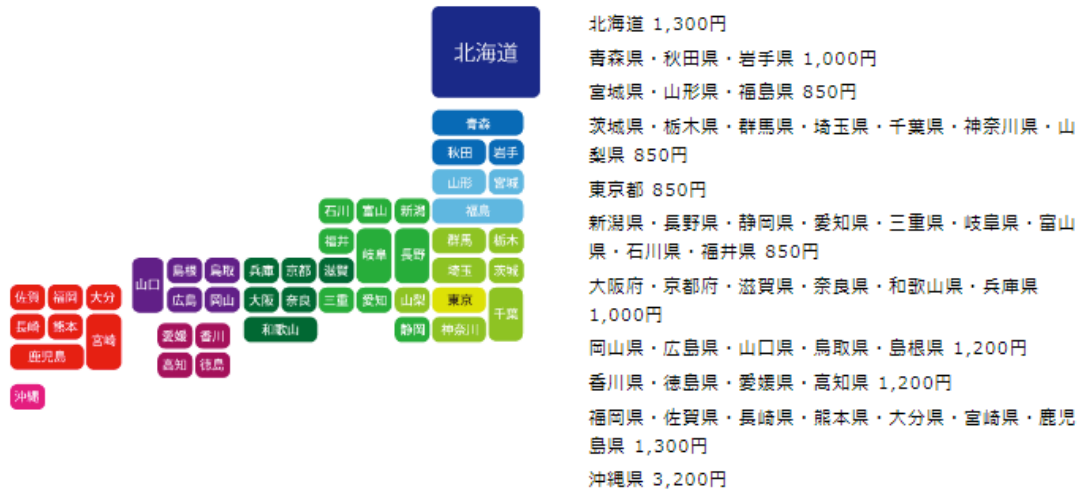 北海道
青森
秋田 岩手
山形 宮城
石川 富山 新潟 福島
福井 岐阜 長野 群馬 栃木
山口 島根 鳥取 兵庫 京都 滋賀 埼玉 茨城
佐賀 福岡 大分 広島 岡山 大阪 奈良 三重 愛知 山梨 東京 千葉
長崎 熊本 宮崎 愛媛 香川 和歌山 静岡 神奈川
鹿児島 高知 徳島
沖縄
北海道 1,300円
青森県・秋田県・岩手県 1,000円
宮城県・山形県・福島県 850円
茨城県・栃木県・群馬県・埼玉県・千葉県・神奈川県・山
梨県 850円
東京都 850円
新潟県・長野県・静岡県・愛知県・三重県・岐阜県・富山
県・石川県・福井県 850円
大阪府・京都府・滋賀県・奈良県・和歌山県・兵庫県
1,000円
岡山県・広島県・山口県・鳥取県・島根県 1,200円
香川県・徳島県・愛媛県・高知県 1,200円
福岡県・佐賀県・長崎県・熊本県・大分県・宮崎県・鹿児
島県 1,300円
沖縄県 3,200円